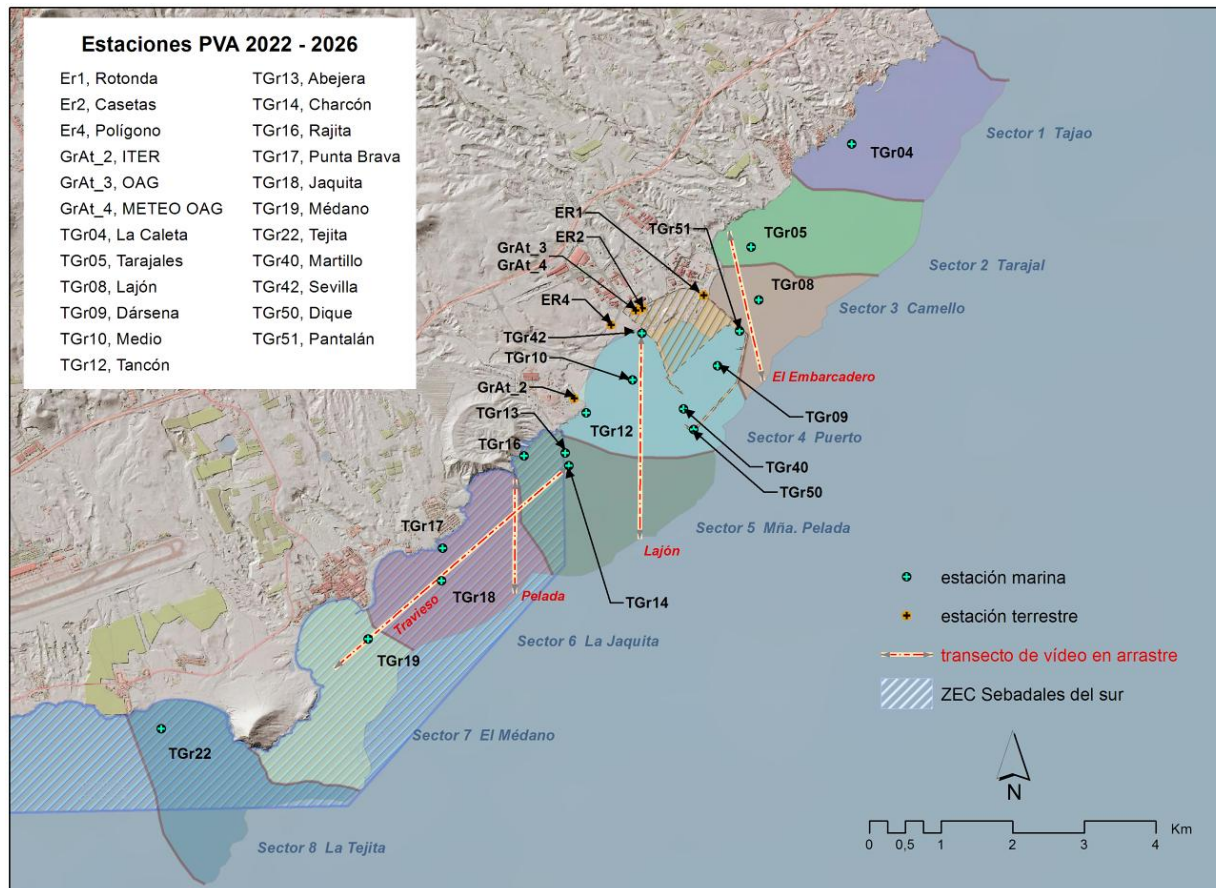 Estaciones PVA 2022 - 2026
Er1, Rotonda
Er2, Casetas
Er4, Polígono
GrAt_2, ITER
GrAt_3, OAG
GrAt_4, METEO OAG
TGr04, La Caleta
TGr05, Tarajales
TGr08, Lajón
TGr09, Dársena
TGr10, Medio
TGr12, Tancón
TGr13, Abejera
TGr14, Charcón
TGr16, Rajita
TGr17, Punta Brava
TGr18, Jaquita
TGr19, Médano
TGr22, Tejita
TGr40, Martillo
TGr42, Sevilla
TGr50, Dique
TGr51, Pantalán
Sector 1 Tajao
TGr04
ER1
TGr51
TGr05
ER2
GrAt_3
GrAt_4
Sector 2 Tarajal
TGr08
ER4
Sector 3 Camello
TGr42
TGr10
El Embarcadero
GrAt_2
TGr13
TGr12
TGr09
Sector 4 Puerto
TGr16
TGr40
TGr50
Sector 5 Mña. Pelada
TGr17
Lajón
TGr18
Pelada
TGr14
Travieso
Sector 6 La Jaquita
TGr19
Sector 7 El Médano
TGr22
Sector 8 La Tejita
estación marina
estación terrestre
transecto de vídeo en arrastre
ZEC Sebadales del sur
N
Km
0 0,5 1 2 3 4